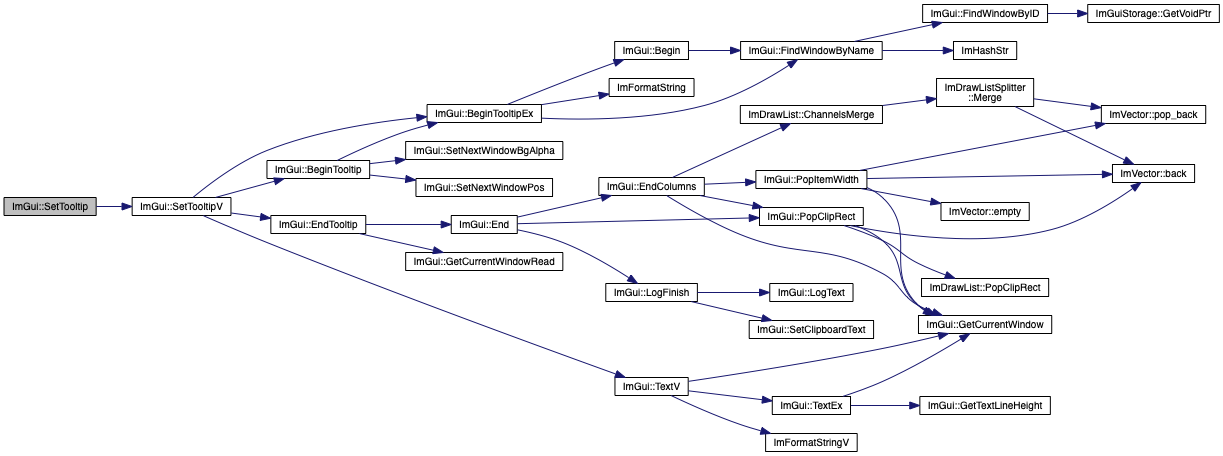 ImGui::FindWindowByID
ImGuiStorage::GetVoidPtr
ImGui::Begin
ImGui::FindWindowByName
ImHashStr
ImFormatString
ImDrawListSplitter
::Merge
ImGui::BeginTooltipEx
ImDrawList::ChannelsMerge
ImVector::pop_back
ImGui::SetNextWindowBgAlpha
ImGui::BeginTooltip
ImGui::SetNextWindowPos
ImGui::EndColumns
ImGui::PopItemWidth
ImVector::back
ImGui::SetTooltip
ImGui::SetTooltipV
ImGui::PopClipRect
ImVector::empty
ImGui::EndTooltip
ImGui::End
ImGui::GetCurrentWindowRead
ImGui::LogFinish
ImGui::LogText
ImDrawList::PopClipRect
ImGui::SetClipboardText
ImGui::GetCurrentWindow
ImGui::TextV
ImGui::TextEx
ImGui::GetTextLineHeight
ImFormatStringV